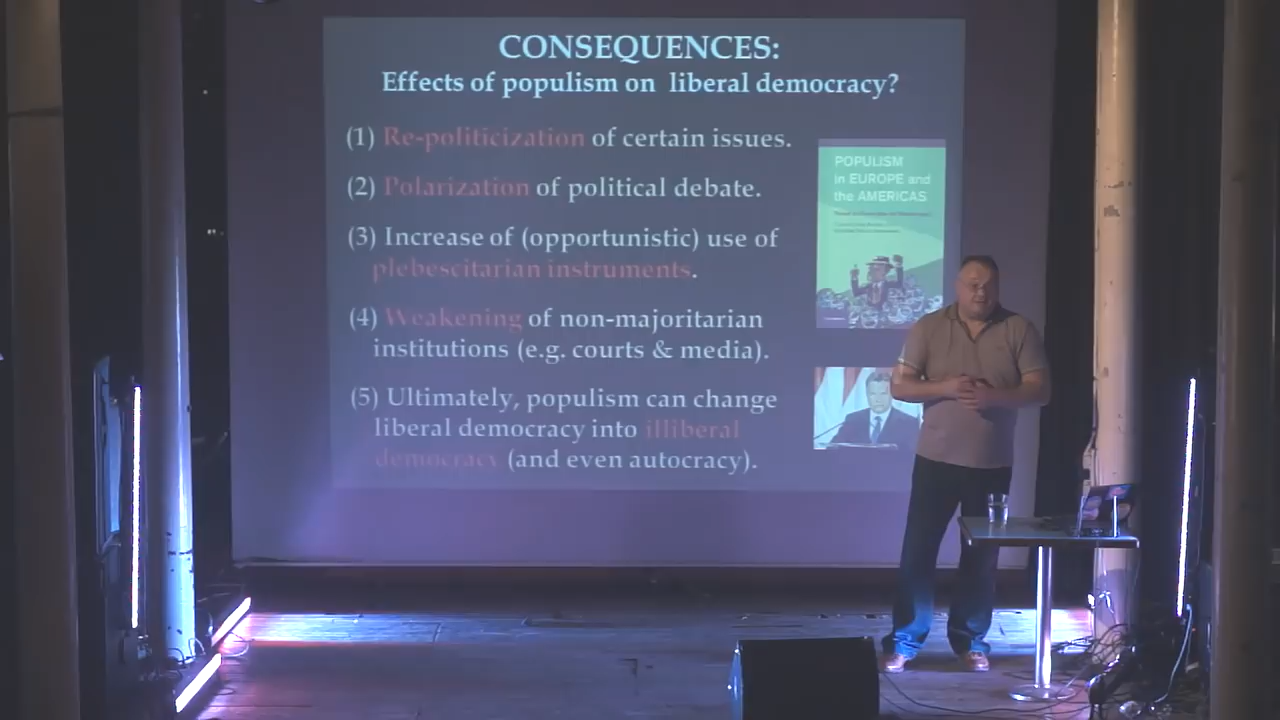 CONSEQUENCES:
Effects of populism on liberal democracy?
(1) Re-politicization of certain issues.
(2) Polarization of political debate.
(3) Increase of (opportunistic) use of
plebescitarian instruments.
(4) Weakening of non-majoritarian
institutions (e.g. courts & media).
(5) Ultimately, populism can change
liberal democracy into illiberal
democracy (and even autocracy).
POPULISM
in EUROPE and
the AMERICAS